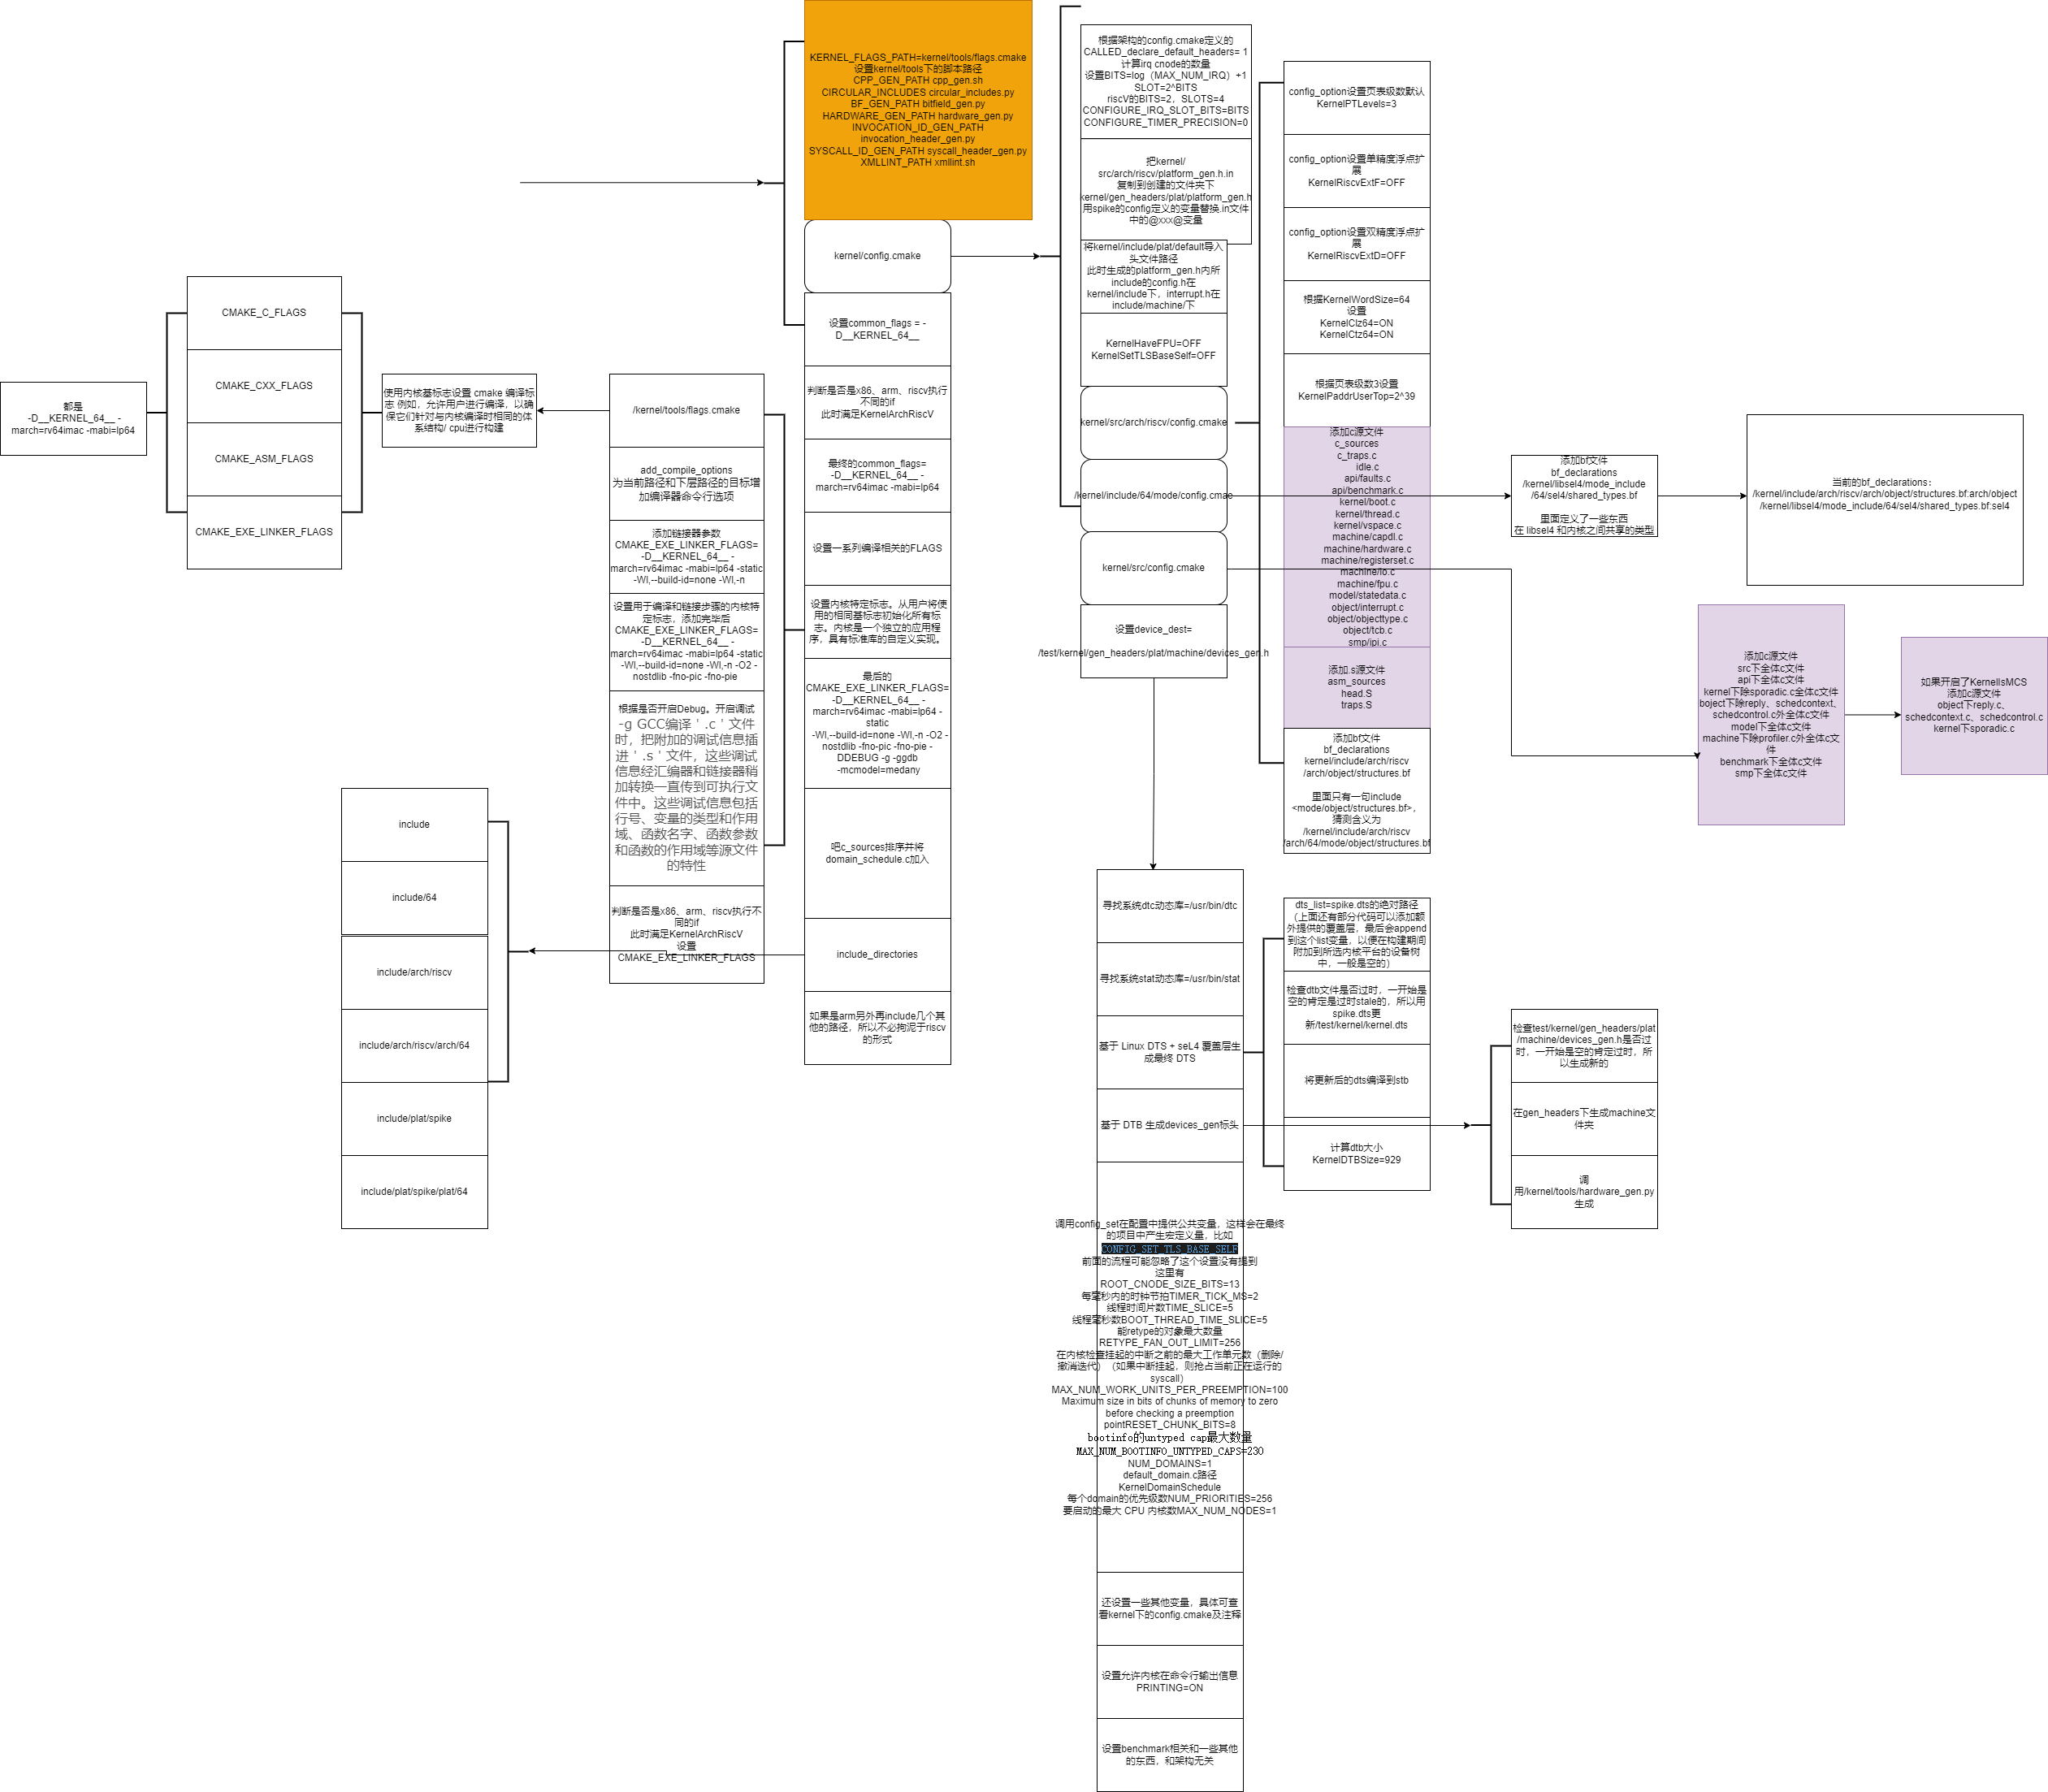 KERNEL_FLAGS_PATH=kernel/tools/flags.cmake
设置kernel/tools下的脚本路径
CPP_GEN_PATH cpp_gen.sh
CIRCULAR_INCLUDES circular_includes.py
BF_GEN_PATH bitfield_gen.py
HARDWARE_GEN_PATH hardware_gen.py
INVOCATION_ID_GEN_PATH
invocation_header_gen.py
SYSCALL_ID_GEN_PATH syscall_header_gen.py
XMLLINT_PATH xmllint.sh
kernel/config.cmake
设置common_flags = -
D__KERNEL_64__
判断是否是x86、arm、riscv执行
不同的if
此时满足KernelArchRiscV
最终的common_flags=
-D__KERNEL_64__ -
march=rv64imac -mabi=lp64
设置一系列编译相关的FLAGS
设置内核特定标志。从用户将使
用的相同基标志初始化所有标
志。内核是一个独立的应用程
序，具有标准库的自定义实现。
最后的
CMAKE_EXE_LINKER_FLAGS=
-D__KERNEL_64__ -
march=rv64imac -mabi=lp64 -
static
-Wl,--build-id=none -Wl,-n -O2 -
nostdlib -fno-pic -fno-pie -
DDEBUG -g -ggdb
-mcmodel=medany
吧c_sources排序并将
domain_schedule.c加入
include_directories
如果是arm另外再include几个其
他的路径，所以不必拘泥于riscv
的形式
/kernel/tools/flags.cmake
add_compile_options
为当前路径和下层路径的目标增
加编译器命令行选项
添加链接器参数
CMAKE_EXE_LINKER_FLAGS=
-D__KERNEL_64__ -
march=rv64imac -mabi=lp64 -static
-Wl,--build-id=none -Wl,-n
设置用于编译和链接步骤的内核特
定标志，添加完毕后
CMAKE_EXE_LINKER_FLAGS=
-D__KERNEL_64__ -
march=rv64imac -mabi=lp64 -static
-Wl,--build-id=none -Wl,-n -O2 -
nostdlib -fno-pic -fno-pie
根据是否开启Debug。开启调试
-g GCC编译＇.c＇文件
时，把附加的调试信息插
进＇.s＇文件，这些调试
信息经汇编器和链接器稍
加转换一直传到可执行文
件中。这些调试信息包括
行号、变量的类型和作用
域、函数名字、函数参数
和函数的作用域等源文件
的特性
判断是否是x86、arm、riscv执行不
同的if
此时满足KernelArchRiscV
设置
CMAKE_EXE_LINKER_FLAGS
使用内核基标志设置 cmake 编译标
志 例如，允许用户进行编译，以确
保它们针对与内核编译时相同的体
系结构/ cpu进行构建
CMAKE_C_FLAGS
CMAKE_CXX_FLAGS
CMAKE_ASM_FLAGS
CMAKE_EXE_LINKER_FLAGS
都是
-D__KERNEL_64__ -
march=rv64imac -mabi=lp64
include
include/64
include/arch/riscv
include/arch/riscv/arch/64
include/plat/spike
include/plat/spike/plat/64
根据架构的config.cmake定义的
CALLED_declare_default_headers= 1
计算irq cnode的数量
设置BITS=log（MAX_NUM_IRQ）+1
SLOT=2^BITS
riscV的BITS=2，SLOTS=4
CONFIGURE_IRQ_SLOT_BITS=BITS
CONFIGURE_TIMER_PRECISION=0
把kernel/
src/arch/riscv/platform_gen.h.in
复制到创建的文件夹下
kernel/gen_headers/plat/platform_gen.h
用spike的config定义的变量替换.in文件
中的@xxx@变量
将kernel/include/plat/default导入
头文件路径
此时生成的platform_gen.h内所
include的config.h在
kernel/include下，interrupt.h在
include/machine/下
KernelHaveFPU=OFF
KernelSetTLSBaseSelf=OFF
kernel/src/arch/riscv/config.cmake
/kernel/include/64/mode/config.cmae
kernel/src/config.cmake
设置device_dest=
/test/kernel/gen_headers/plat/machine/devices_gen.h
config_option设置页表级数默认
KernelPTLevels=3
config_option设置单精度浮点扩
展
KernelRiscvExtF=OFF
config_option设置双精度浮点扩
展
KernelRiscvExtD=OFF
根据KernelWordSize=64
设置
KernelClz64=ON
KernelCtz64=ON
根据页表级数3设置
KernelPaddrUserTop=2^39
添加c源文件
c_sources
c_traps.c
idle.c
api/faults.c
api/benchmark.c
kernel/boot.c
kernel/thread.c
kernel/vspace.c
machine/capdl.c
machine/hardware.c
machine/registerset.c
machine/io.c
machine/fpu.c
model/statedata.c
object/interrupt.c
object/objecttype.c
object/tcb.c
smp/ipi.c
添加 s源文件
asm_sources
head.S
traps.S
添加bf文件
bf_declarations
kernel/include/arch/riscv
/arch/object/structures.bf
里面只有一句include
<mode/object/structures.bf>，
猜测含义为
/kernel/include/arch/riscv
/arch/64/mode/object/structures.bf
添加bf文件
bf_declarations
/kernel/libsel4/mode_include
/64/sel4/shared_types.bf
里面定义了一些东西
在 libsel4 和内核之间共享的类型
当前的bf_declarations：
/kernel/include/arch/riscv/arch/object/structures.bf:arch/object
/kernel/libsel4/mode_include/64/sel4/shared_types.bf:sel4
添加c源文件
src下全体c文件
api下全体c文件
kernel下除sporadic.c全体c文件
boject下除reply、schedcontext、
schedcontrol.c外全体c文件
model下全体c文件
machine下除profiler.c外全体c文
件
benchmark下全体c文件
smp下全体c文件
如果开启了KernelIsMCS
添加c源文件
object下reply.c、
schedcontext.c、schedcontrol.c
kernel下sporadic.c
寻找系统dtc动态库=/usr/bin/dtc
寻找系统stat动态库=/usr/bin/stat
基于 Linux DTS + seL4 覆盖层生
成最终 DTS
基于 DTB 生成devices_gen标头
调用config_set在配置中提供公共变量，这样会在最终
的项目中产生宏定义量，比如
CONFIG_SET_TLS_BASE_SELF
前面的流程可能忽略了这个设置没有提到
这里有
ROOT_CNODE_SIZE_BITS=13
每毫秒内的时钟节拍TIMER_TICK_MS=2
线程时间片数TIME_SLICE=5
线程毫秒数BOOT_THREAD_TIME_SLICE=5
能retype的对象最大数量
RETYPE_FAN_OUT_LIMIT=256
在内核检查挂起的中断之前的最大工作单元数（删除/
撤消迭代）（如果中断挂起，则抢占当前正在运行的
syscall）
MAX_NUM_WORK_UNITS_PER_PREEMPTION=100
Maximum size in bits of chunks of memory to zero
before checking a preemption
pointRESET_CHUNK_BITS=8
bootinfo的untyped cap最大数量
MAX_NUM_BOOTINFO_UNTYPED_CAPS=230
NUM_DOMAINS=1
default_domain.c路径
KernelDomainSchedule
每个domain的优先级数NUM_PRIORITIES=256
要启动的最大 CPU 内核数MAX_NUM_NODES=1
还设置一些其他变量，具体可查
看kernel下的config.cmake及注释
设置允许内核在命令行输出信息
PRINTING=ON
设置benchmark相关和一些其他
的东西，和架构无关
dts_list=spike.dts的绝对路径
（上面还有部分代码可以添加额
外提供的覆盖层，最后会append
到这个list变量，以便在构建期间
附加到所选内核平台的设备树
中，一般是空的）
检查dtb文件是否过时，一开始是
空的肯定是过时stale的，所以用
spike.dts更
新/test/kernel/kernel.dts
将更新后的dts编译到stb
计算dtb大小
KernelDTBSize=929
检查test/kernel/gen_headers/plat
/machine/devices_gen.h是否过
时，一开始是空的肯定过时，所
以生成新的
在gen_headers下生成machine文
件夹
调
用/kernel/tools/hardware_gen.py
生成